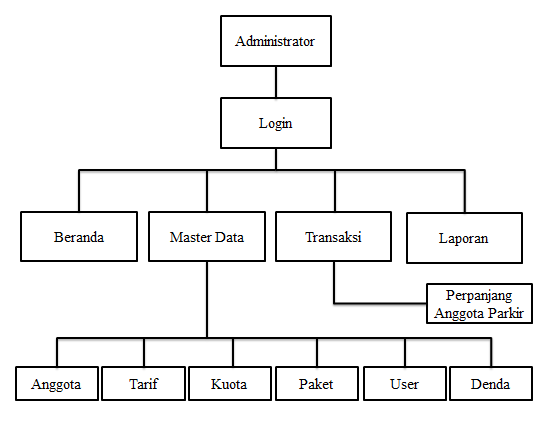 Administrator
Login
Beranda
Master Data
Transaksi
Laporan
Perpanjang
Anggota Parkir
Anggota
Tarif
Kuota
Paket
User
Denda